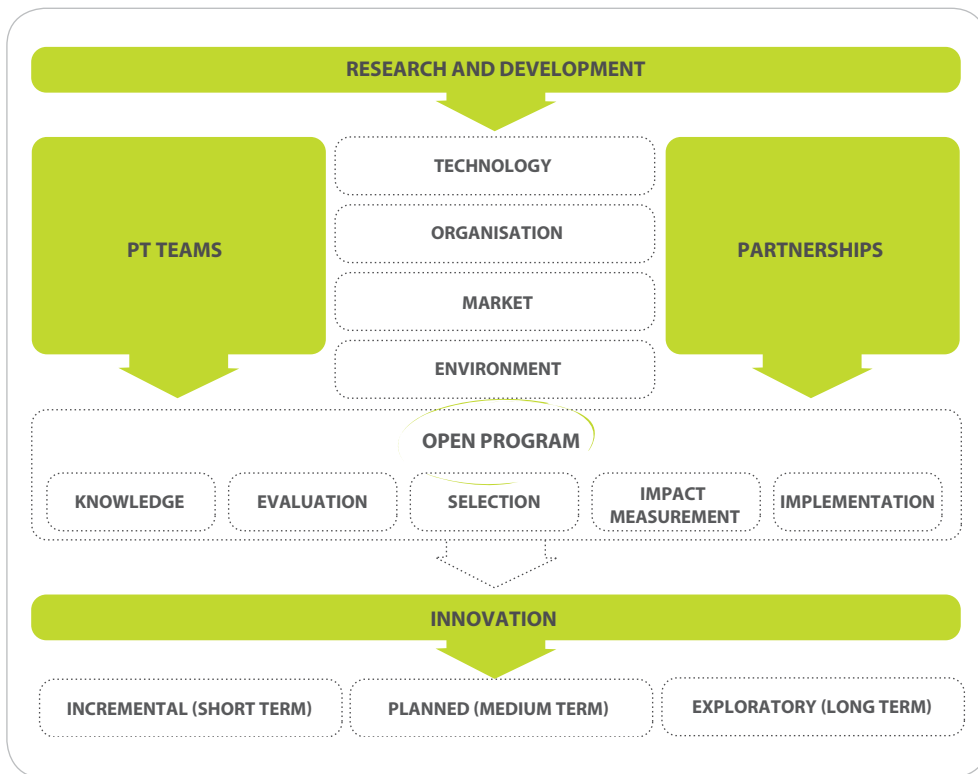 RESEARCH AND DEVELOPMENT
TECHNOLOGY
ORGANISATION
PT TEAMS
PARTNERSHIPS
MARKET
ENVIRONMENT
OPEN PROGRAM
KNOWLEDGE
EVALUATION
SELECTION
IMPACT
MEASUREMENT
IMPLEMENTATION
INNOVATION
INCREMENTAL (SHORT TERM)
PLANNED (MEDIUM TERM)
EXPLORATORY (LONG TERM)